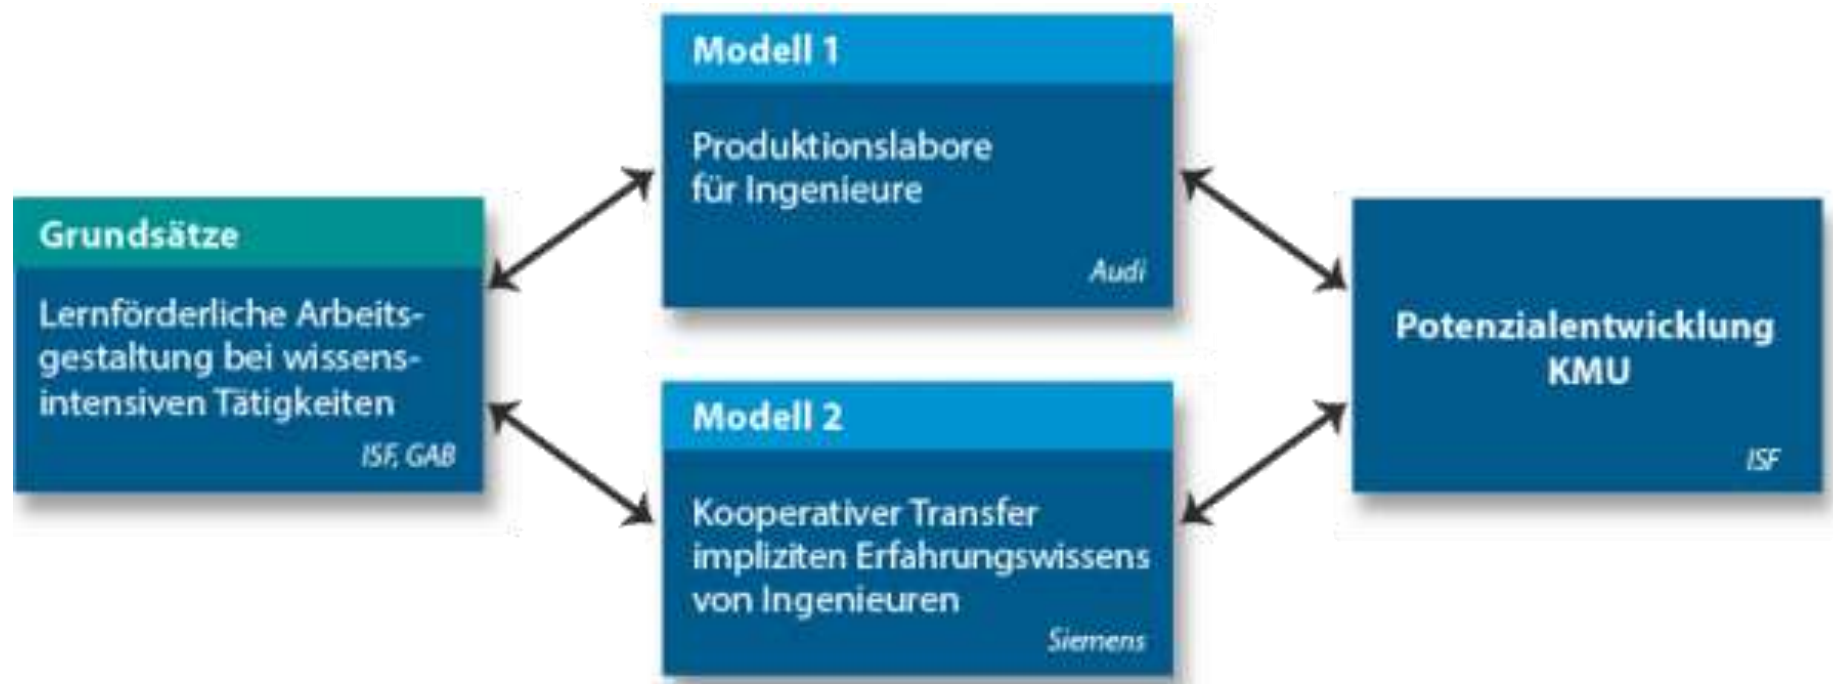 Grundsätze
Lernförderliche Arbeits-
gestaltung bei wissens-
intensiven Tätigkeiten
ISF, GAB
Modell 1
Produktionslabore
für Ingenieure
Audi
Modell 2
Kooperativer Transfer
impliziten Erfahrungswissens
von Ingenieuren
Siemens
Potenzialentwicklung
KMU
ISF